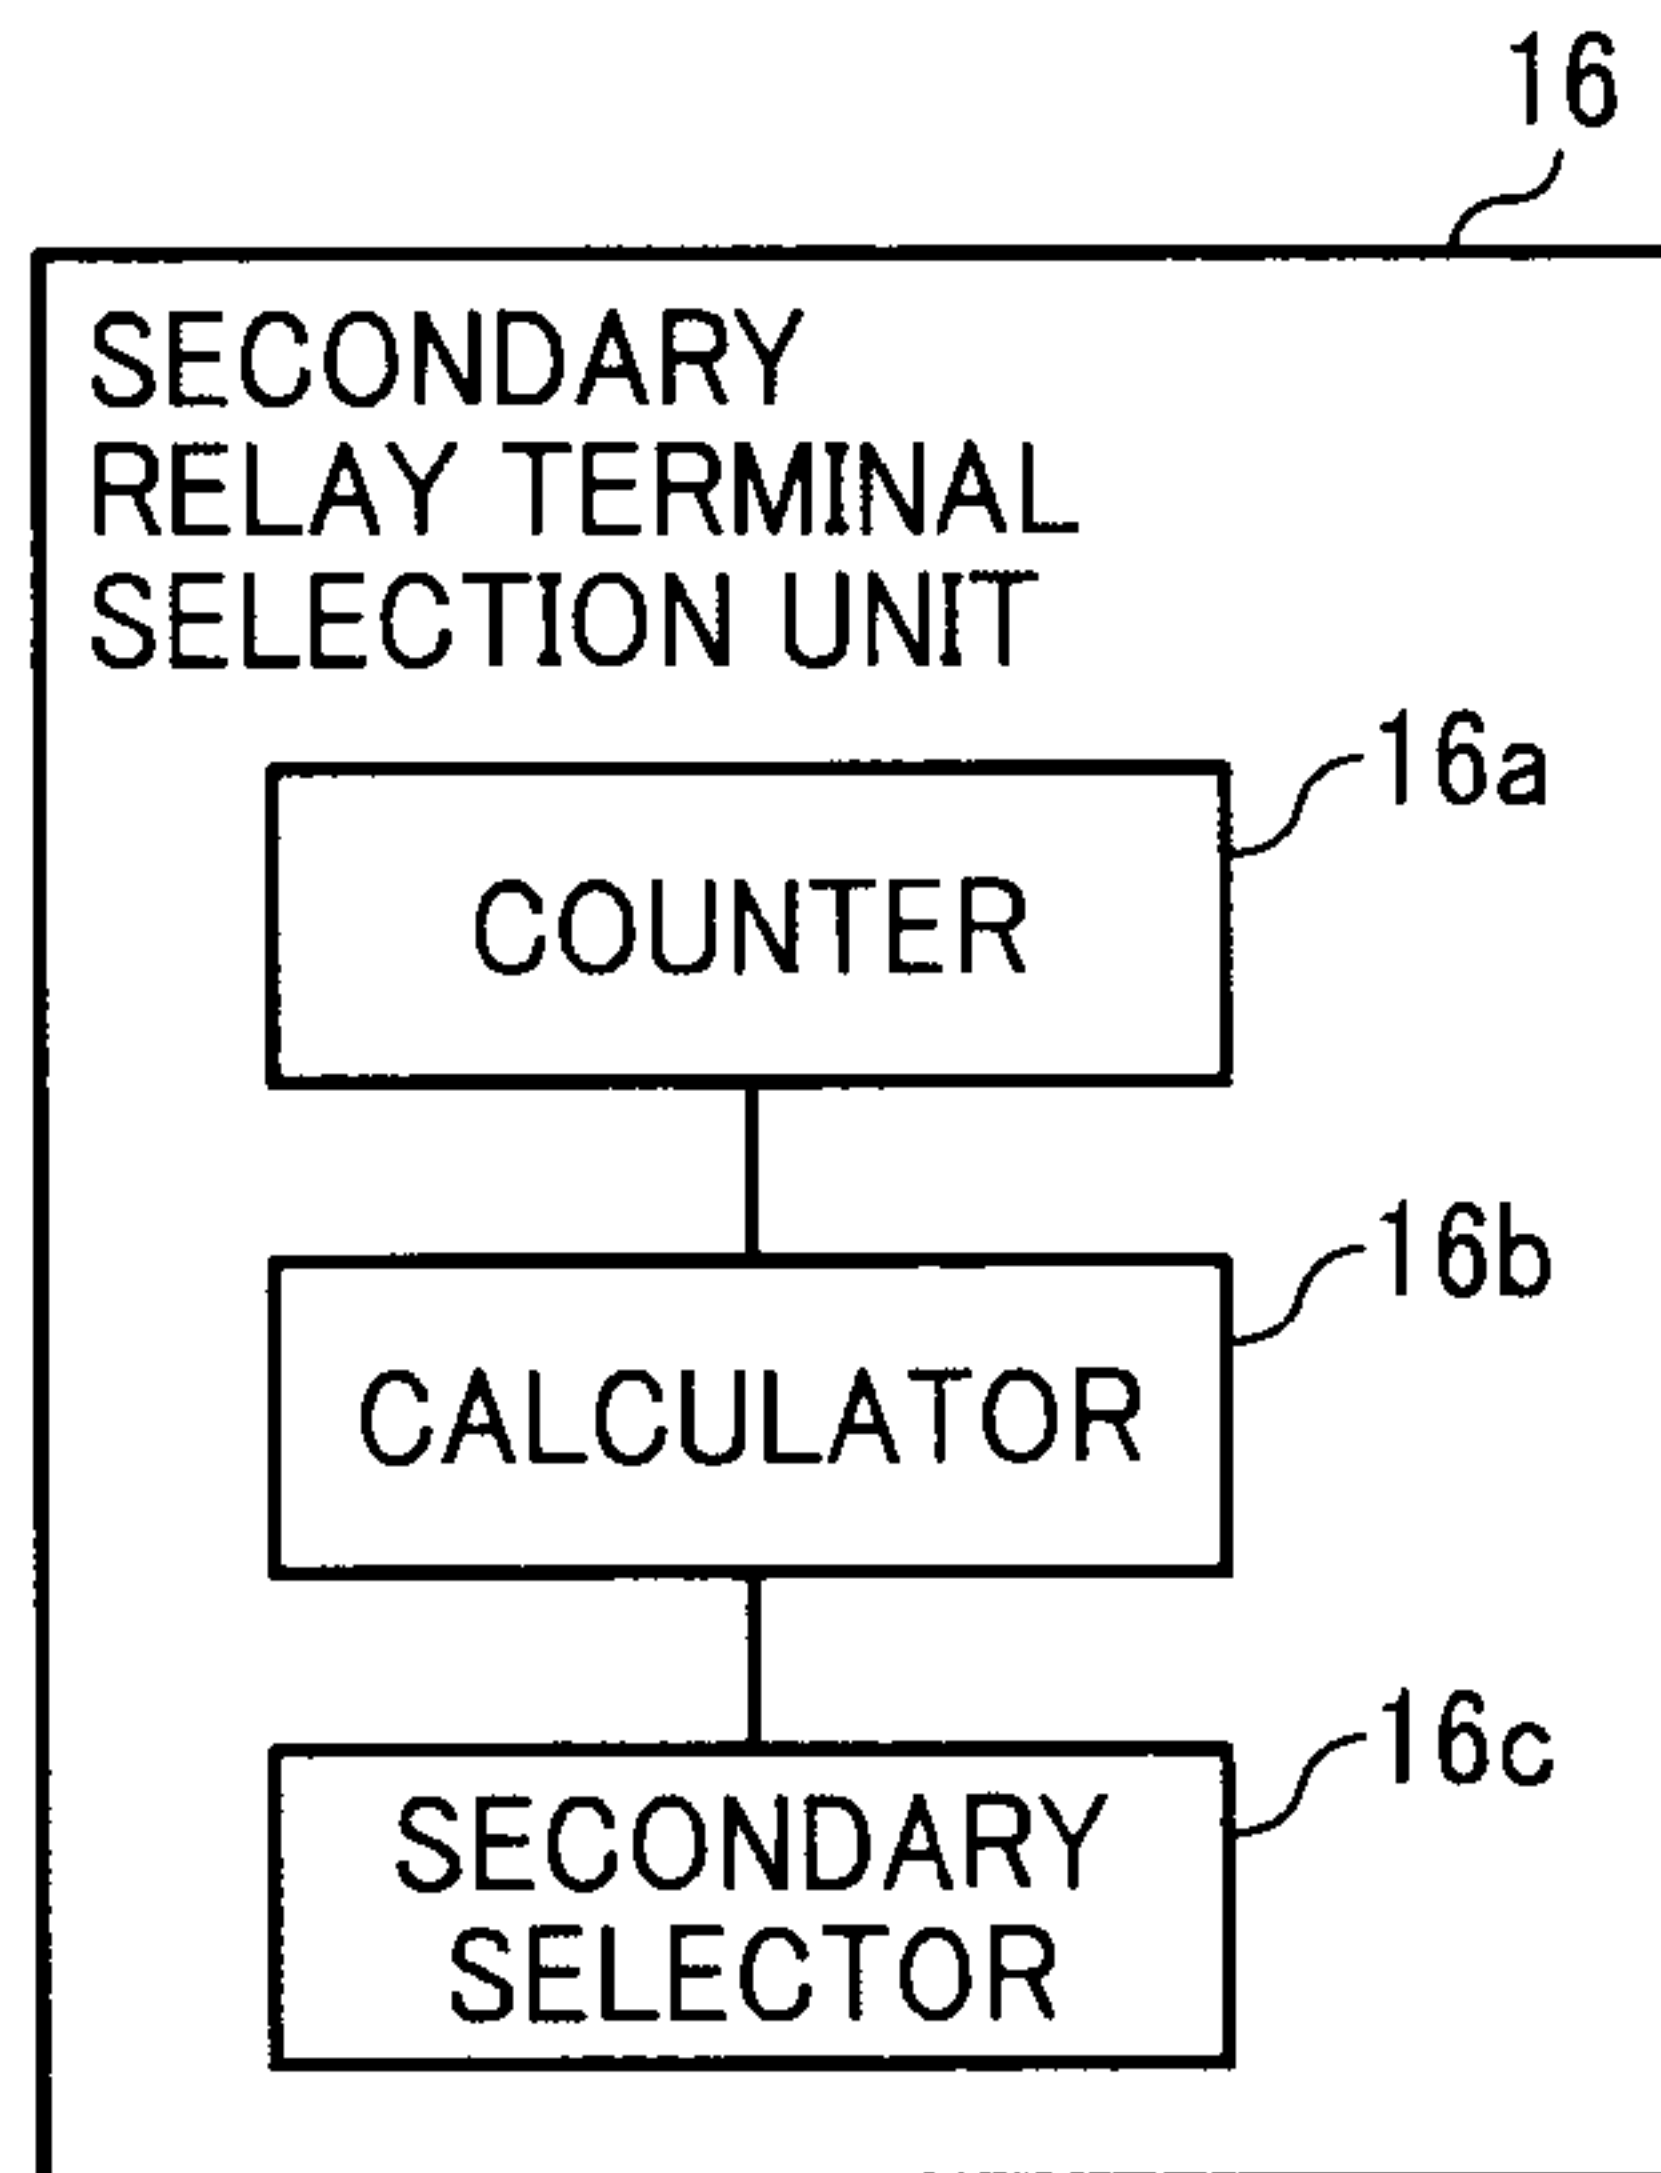 16
SECONDARY
RELAY TERMINAL
SELECTION UNIT
16a
COUNTER
16b
CALCULATOR
16c
SECONDARY
SELECTOR